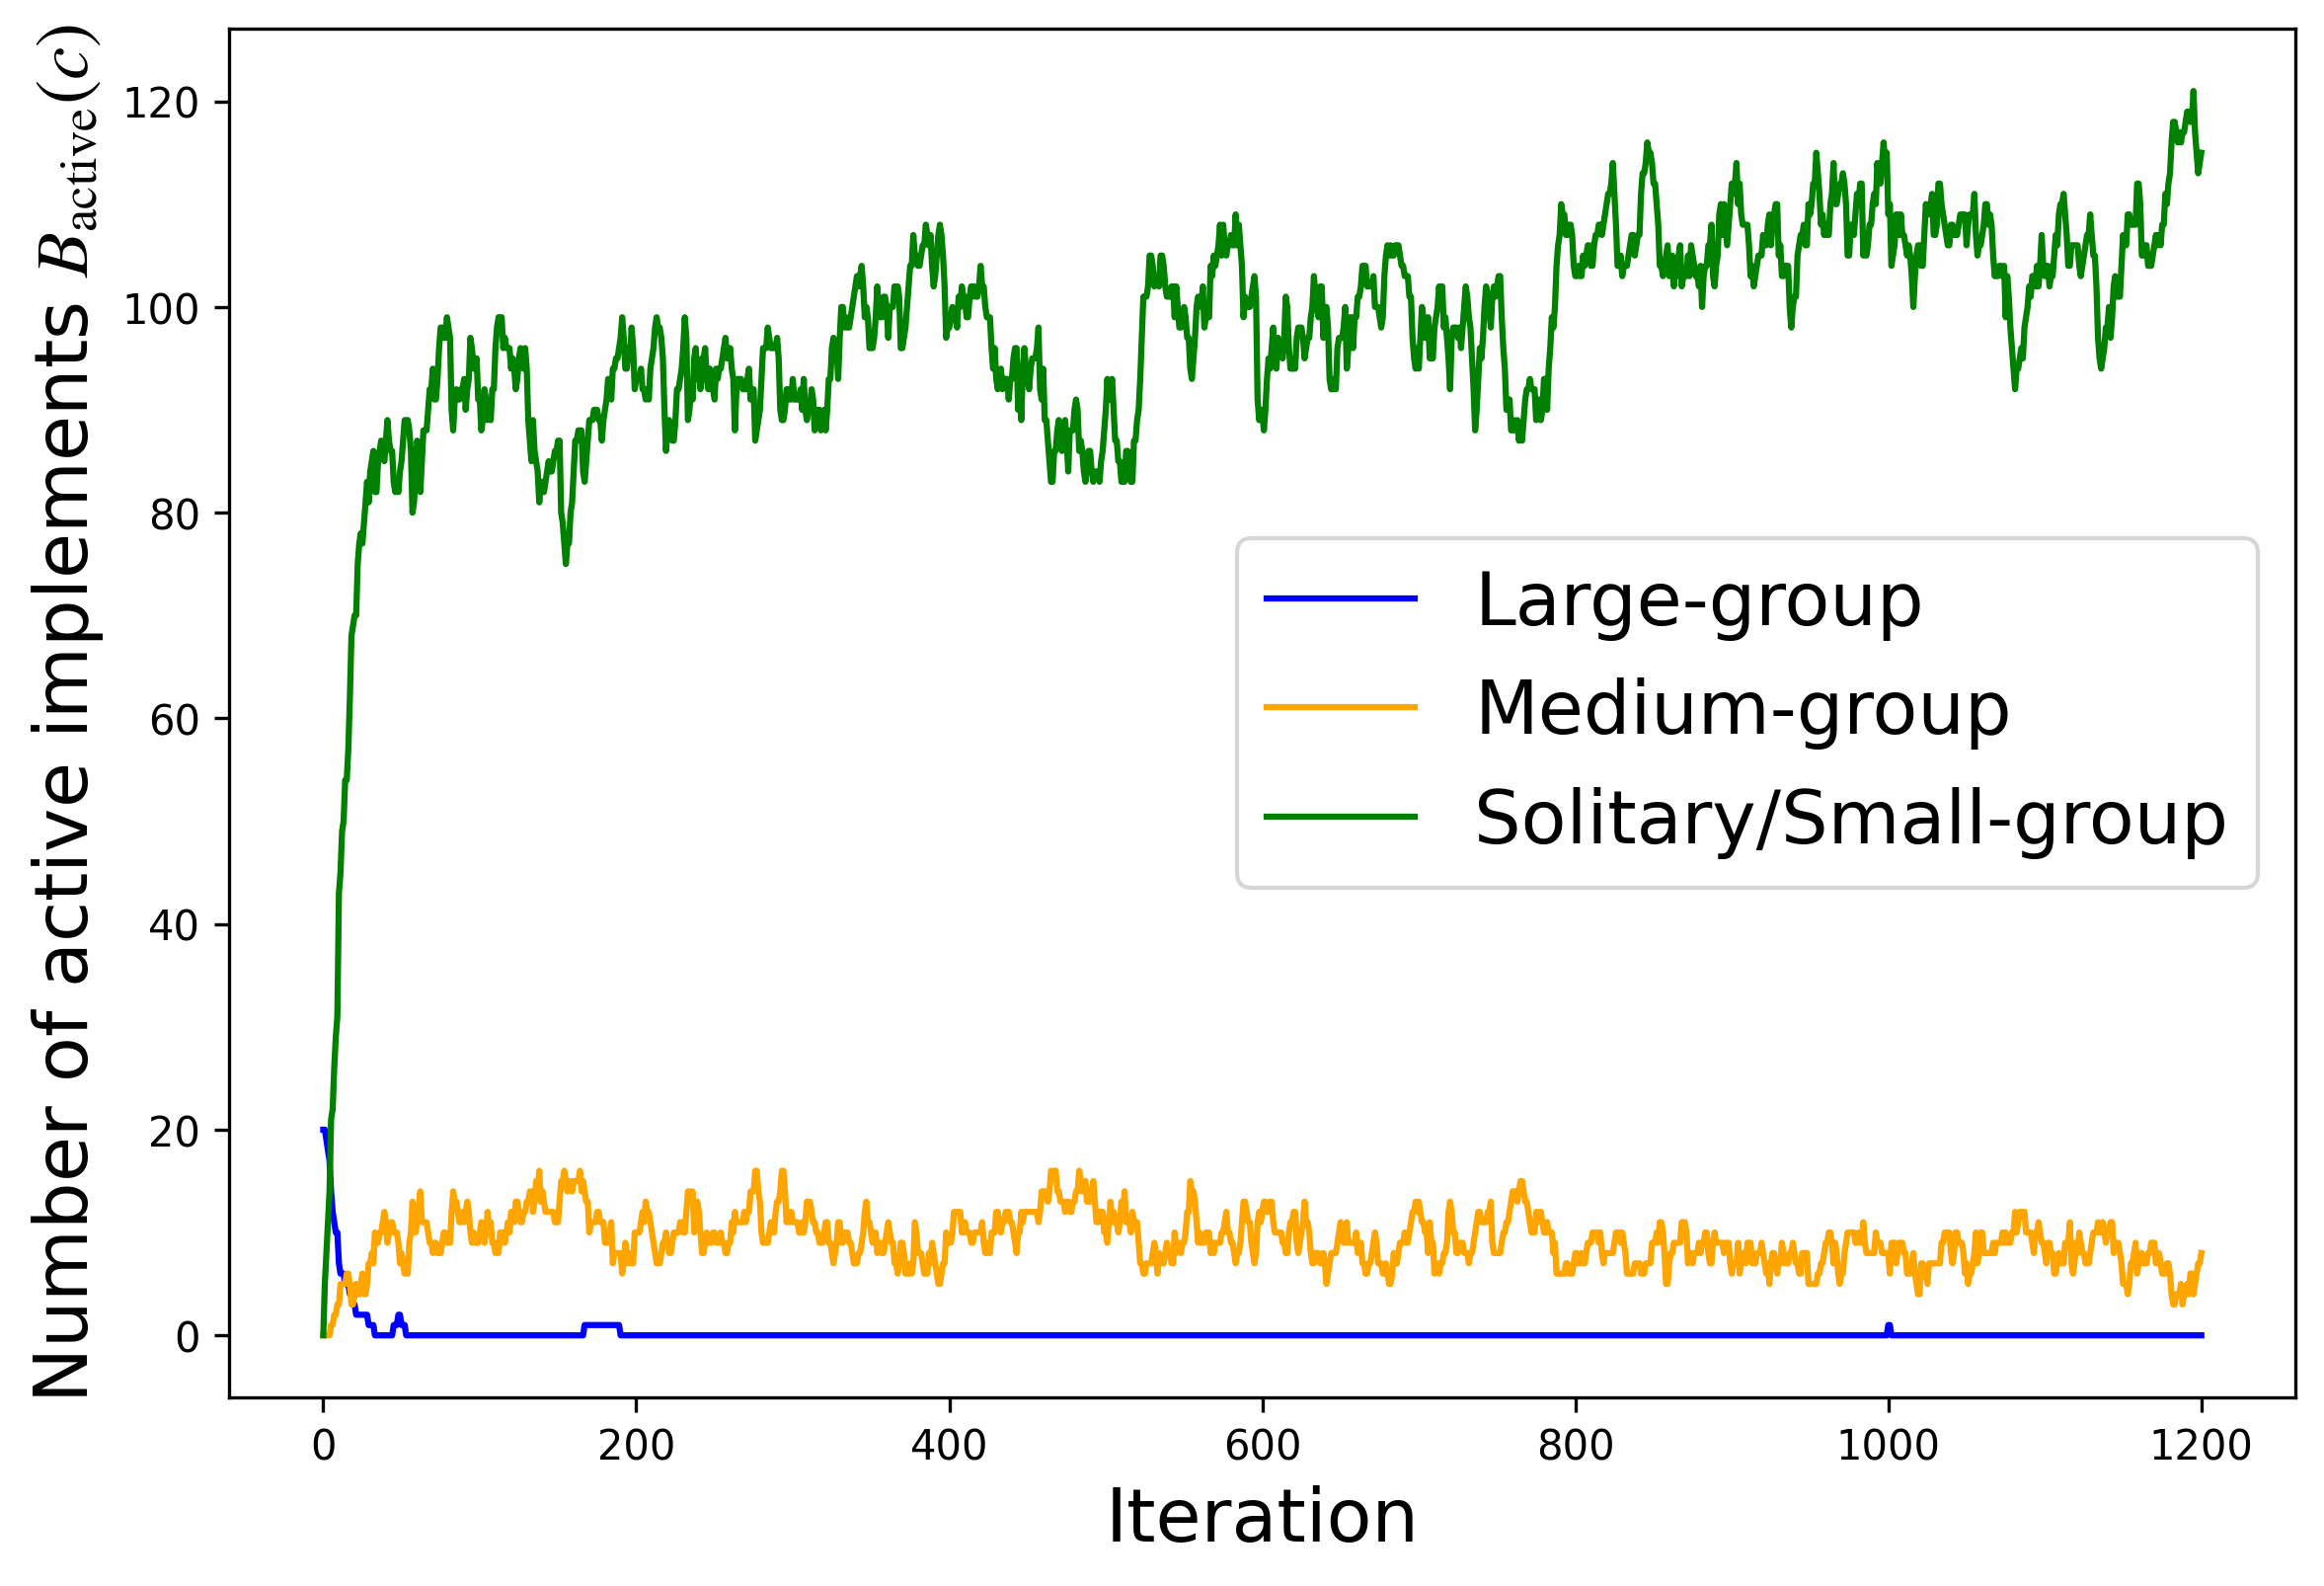 Number of active implements B_active(c)
120
100
80
60
40
20
0
Large-group
Medium-group
Solitary/Small-group
0 200 400 600 800 1000 1200
Iteration